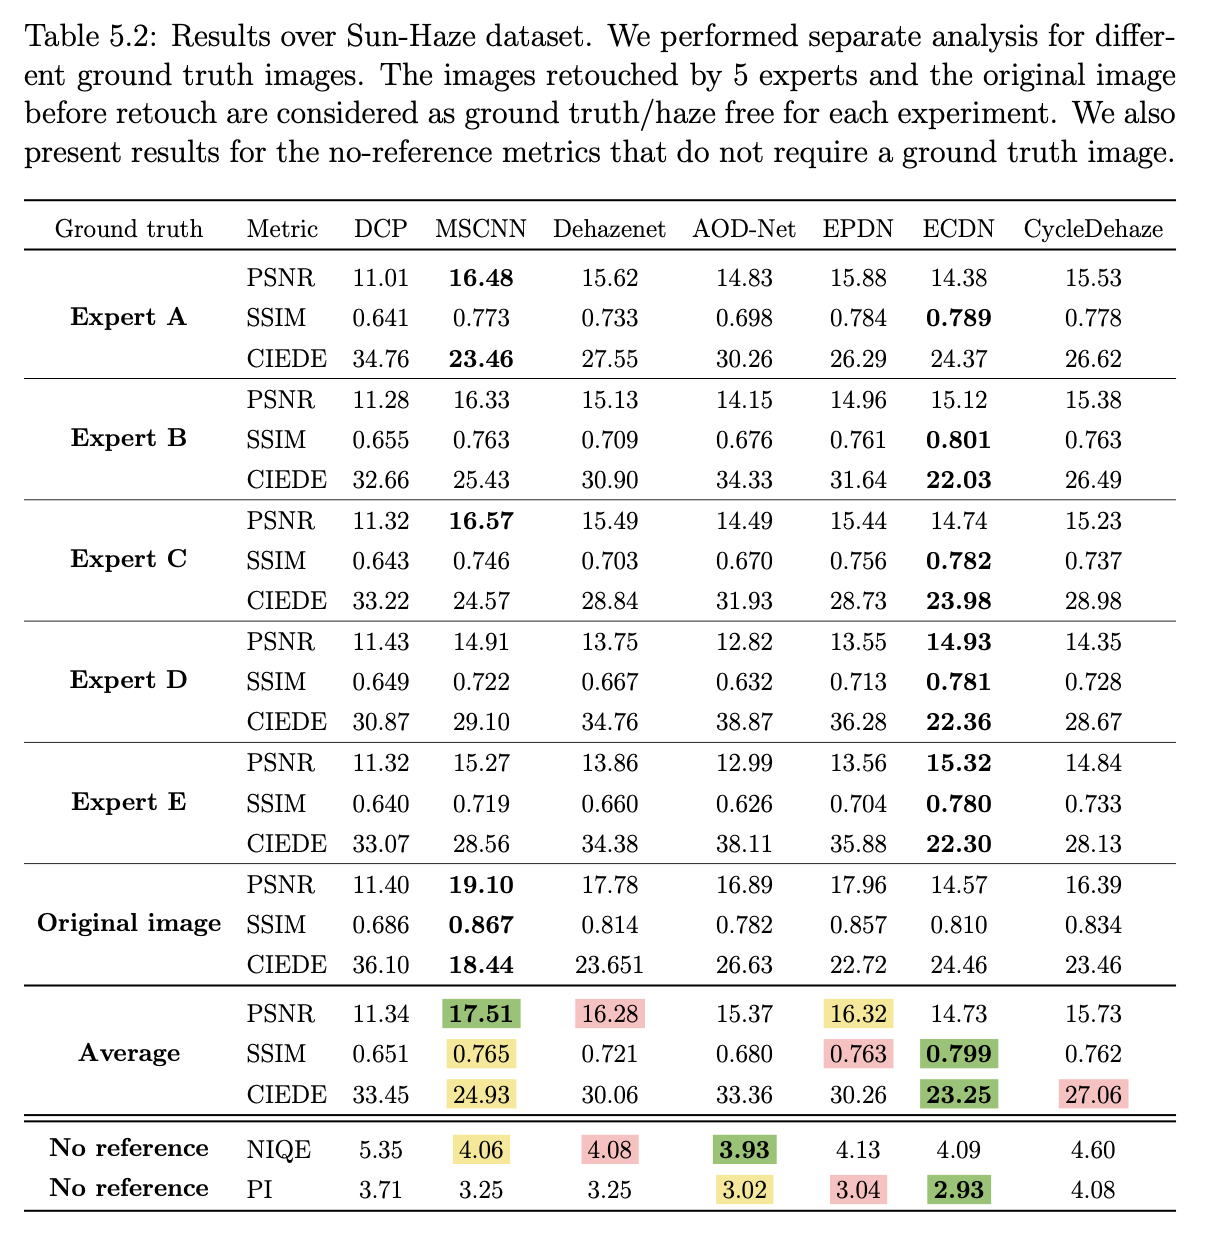 Table 5.2: Results over Sun-Haze dataset. We performed separate analysis for differ-
ent ground truth images. The images retouched by 5 experts and the original image
before retouch are considered as ground truth/haze free for each experiment. We also
present results for the no-reference metrics that do not require a ground truth image.
Ground truth Metric DCP MSCNN Dehazenet AOD-Net EPDN ECDN CycleDehaze
PSNR 11.01 16.48 15.62 14.83 15.88 14.38 15.53
Expert A SSIM 0.641 0.773 0.733 0.698 0.784 0.789 0.778
CIEDE 34.76 23.46 27.55 30.26 26.29 24.37 26.62
PSNR 11.28 16.33 15.13 14.15 14.96 15.12 15.38
Expert B SSIM 0.655 0.763 0.709 0.676 0.761 0.801 0.763
CIEDE 32.66 25.43 30.90 34.33 31.64 22.03 26.49
PSNR 11.32 16.57 15.49 14.49 15.44 14.74 15.23
Expert C SSIM 0.643 0.746 0.703 0.670 0.756 0.782 0.737
CIEDE 33.22 24.57 28.84 31.93 28.73 23.98 28.98
PSNR 11.43 14.91 13.75 12.82 13.55 14.93 14.35
Expert D SSIM 0.649 0.722 0.667 0.632 0.713 0.781 0.728
CIEDE 30.87 29.10 34.76 38.87 36.28 22.36 28.67
PSNR 11.32 15.27 13.86 12.99 13.56 15.32 14.84
Expert E SSIM 0.640 0.719 0.660 0.626 0.704 0.780 0.733
CIEDE 33.07 28.56 34.38 38.11 35.88 22.30 28.13
PSNR 11.40 19.10 17.78 16.89 17.96 14.57 16.39
Original image SSIM 0.686 0.867 0.814 0.782 0.857 0.810 0.834
CIEDE 36.10 18.44 23.651 26.63 22.72 24.46 23.46
PSNR 11.34 17.51 16.28 15.37 16.32 14.73 15.73
Average SSIM 0.651 0.765 0.721 0.680 0.763 0.799 0.762
CIEDE 33.45 24.93 30.06 33.36 30.26 23.25 27.06
No reference NIQE 5.35 4.06 4.08 3.93 4.13 4.09 4.60
No reference PI 3.71 3.25 3.25 3.02 3.04 2.93 4.08